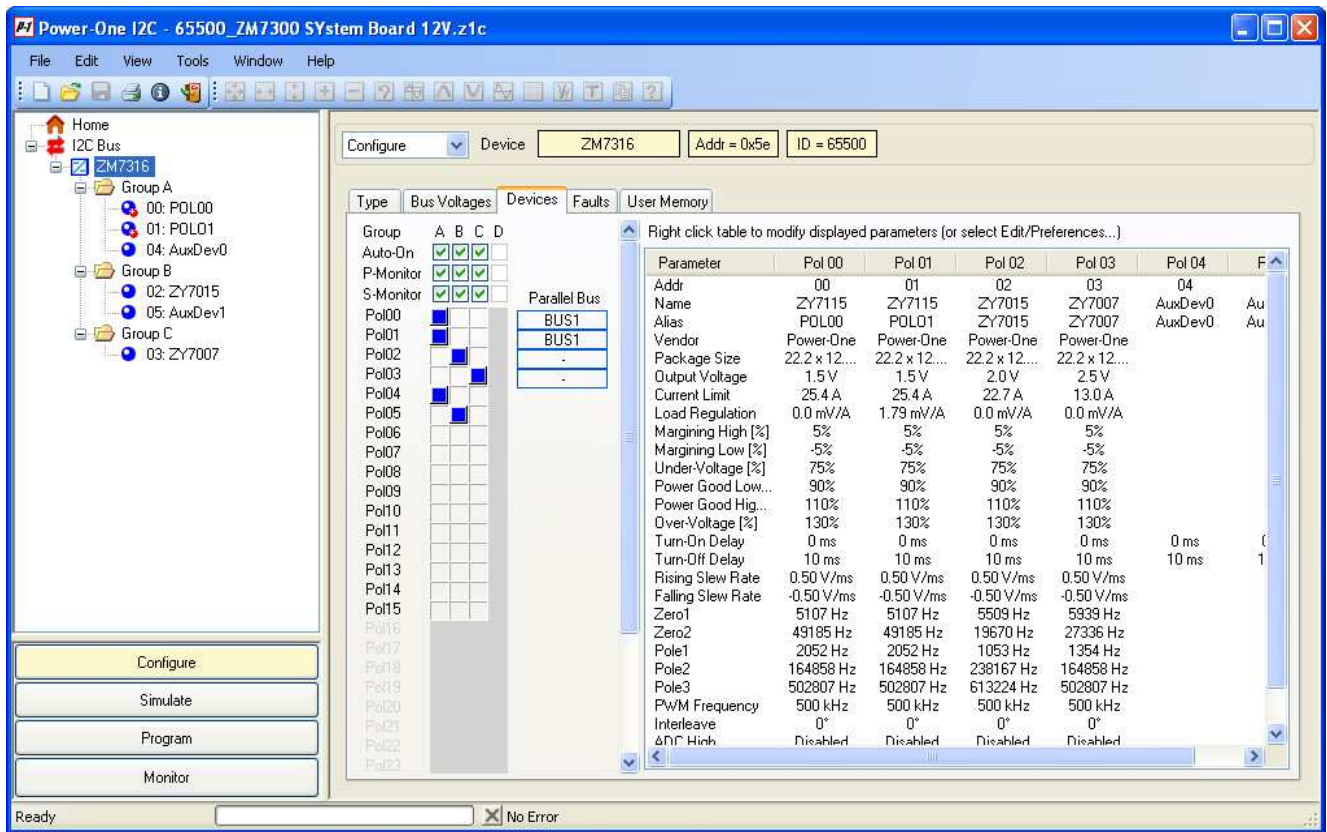 Power-One I2C - 65500_ZM7300 SYstem Board 12V.z1c
File Edit View Tools Window Help
Home
I2C Bus
ZM7316
Group A
00: POL00
01: POL01
04: AuxDev0
Group B
02: ZY7015
05: AuxDev1
Group C
03: ZY7007
Configure
Simulate
Program
Monitor
Configure Device ZM7316 Addr = 0x5e ID = 65500
Type Bus Voltages Devices Faults User Memory
Group A B C D
Auto-On
P-Monitor
S-Monitor Parallel Bus
Pol00 BUS1
Pol01 BUS1
Pol02 -
Pol03 -
Pol04
Pol05
Pol06
Pol07
Pol08
Pol09
Pol10
Pol11
Pol12
Pol13
Pol14
Pol15
Pol16
Pol17
Pol18
Pol19
Pol20
Pol21
Pol22
Pol23
Right click table to modify displayed parameters (or select Edit/Preferences...)
Parameter Pol 00 Pol 01 Pol 02 Pol 03 Pol 04
Addr 00 01 02 03 04
Name ZY7115 ZY7115 ZY7015 ZY7007 AuxDev0 Au
Alias POL00 POL01 ZY7015 ZY7007 AuxDev0 Au
Vendor Power-One Power-One Power-One Power-One
Package Size 22.2 x 12.... 22.2 x 12.... 22.2 x 12.... 22.2 x 12....
Output Voltage 1.5 V 1.5 V 2.0 V 2.5 V
Current Limit 25.4 A 25.4 A 22.7 A 13.0 A
Load Regulation 0.0 mV/A 1.79 mV/A 0.0 mV/A 0.0 mV/A
Margining High [%] 5% 5% 5% 5%
Margining Low [%] -5% -5% -5% -5%
Under-Voltage [%] 75% 75% 75% 75%
Power Good Low... 90% 90% 90% 90%
Power Good Hig... 110% 110% 110% 110%
Over-Voltage [%] 130% 130% 130% 130%
Turn-On Delay 0 ms 0 ms 0 ms 0 ms 0 ms
Turn-Off Delay 10 ms 10 ms 10 ms 10 ms 10 ms 1
Rising Slew Rate 0.50 V/ms 0.50 V/ms 0.50 V/ms 0.50 V/ms
Falling Slew Rate -0.50 V/ms -0.50 V/ms -0.50 V/ms -0.50 V/ms
Zero1 5107 Hz 5107 Hz 5509 Hz 5939 Hz
Zero2 49185 Hz 49185 Hz 19670 Hz 27336 Hz
Pole1 2052 Hz 2052 Hz 1053 Hz 1354 Hz
Pole2 164858 Hz 164858 Hz 238167 Hz 164858 Hz
Pole3 502807 Hz 502807 Hz 613224 Hz 502807 Hz
PWM Frequency 500 kHz 500 kHz 500 kHz 500 kHz
Interleave 0° 0° 0° 0°
ADC High Disabled Disabled Disabled Disabled
Ready No Error